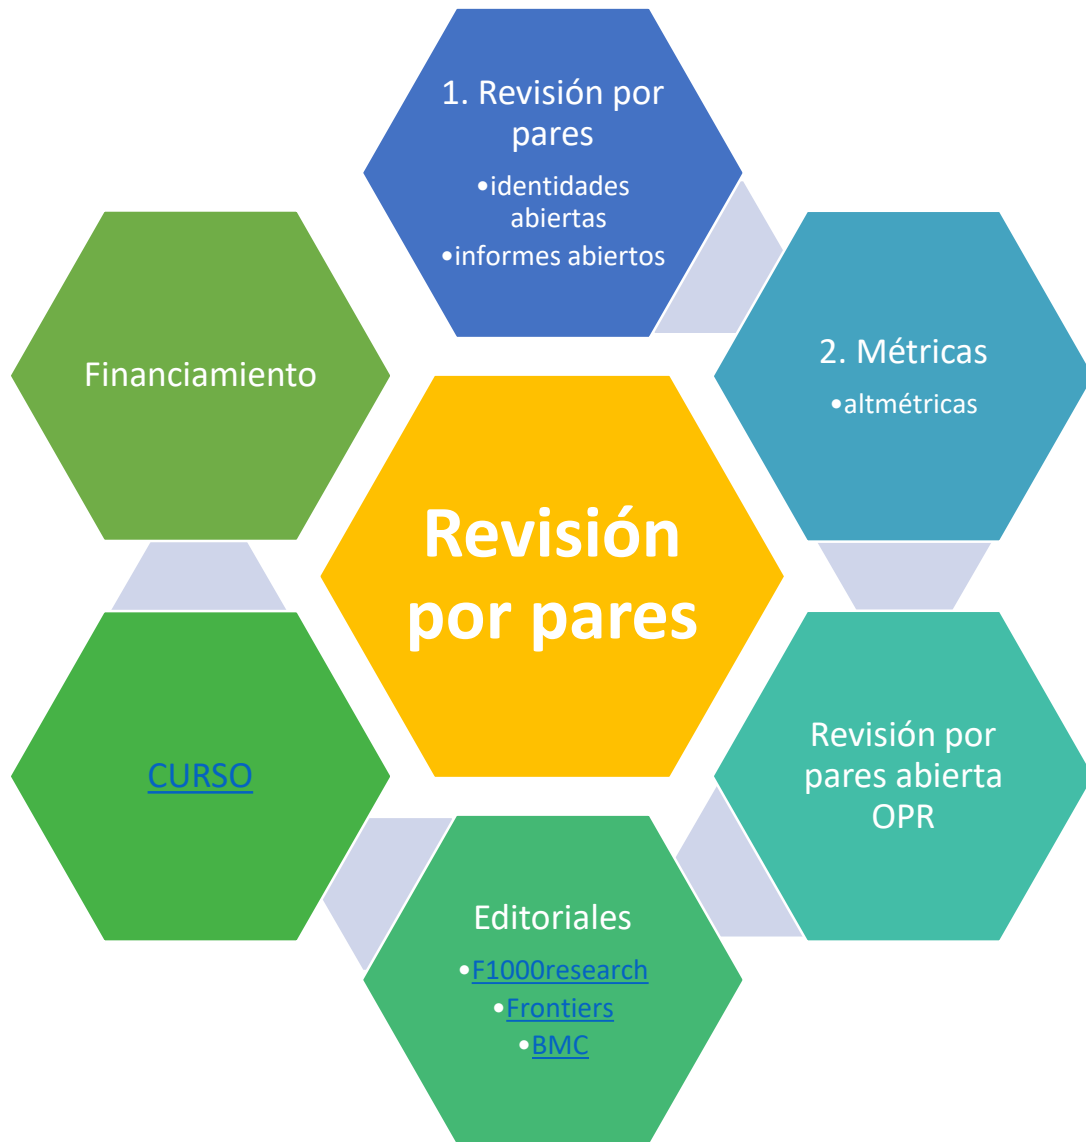 1. Revisión por
pares
•identidades
abiertas
•informes abiertos
2. Métricas
•altmétricas
Financiamiento
Revisión
por pares
CURSO
Revisión por
pares abierta
OPR
Editoriales
•F1000research
•Frontiers
•BMC